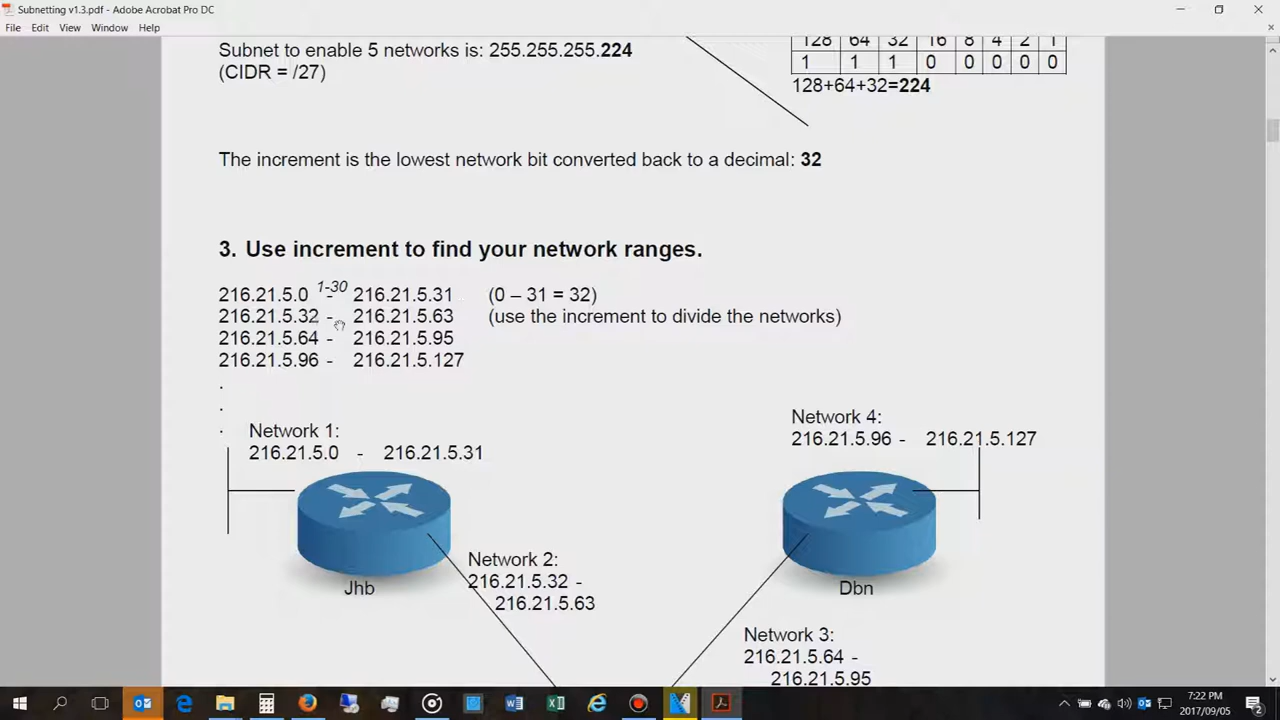 Subnetting v1.3.pdf - Adobe Acrobat Pro DC
File Edit View Window Help
Subnet to enable 5 networks is: 255.255.255.224
(CIDR = /27)
128 64 32 16 8 4 2 1
1 1 1 0 0 0 0 0
128+64+32=224
The increment is the lowest network bit converted back to a decimal: 32
3. Use increment to find your network ranges.
1-30
216.21.5.0 - 216.21.5.31 (0 – 31 = 32)
216.21.5.32 - 216.21.5.63 (use the increment to divide the networks)
216.21.5.64 - 216.21.5.95
216.21.5.96 - 216.21.5.127
.
.
.
Network 1:
216.21.5.0 - 216.21.5.31
Network 4:
216.21.5.96 - 216.21.5.127
Jhb
Network 2:
216.21.5.32 -
216.21.5.63
Dbn
Network 3:
216.21.5.64 -
216.21.5.95
7:22 PM
2017/09/05
2